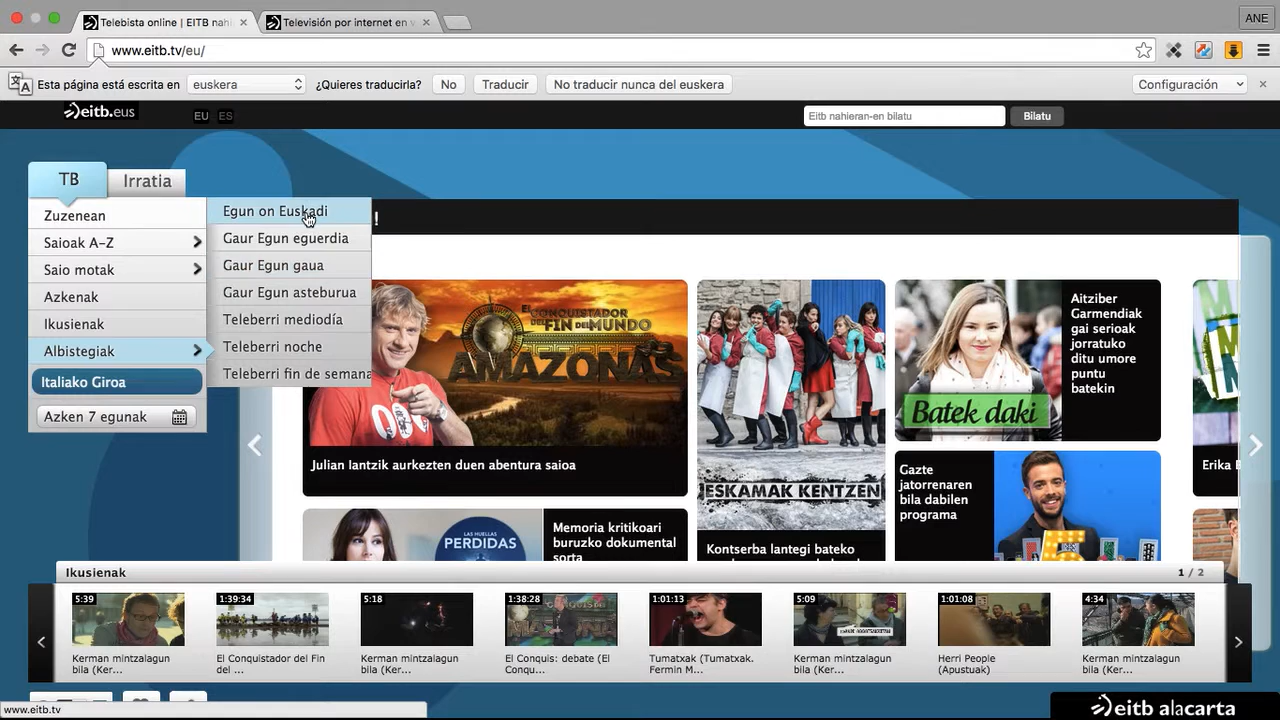 Televista online | EITB nahi
Televisión por internet en v
ANE
www.eitb.tv/eu/
Esta página está escrita en
euskera
¿Quieres traducirla?
No
Traducir
No traducir nunca del euskera
Configuración
eitb.eus
EU ES
Eitb nahieran-en bilatu
Bilatu
TB
Irratia
Zuzenean
Saioak A-Z
Saio motak
Azkenak
Ikusienak
Albistegiak
Italiako Giroa
Azken 7 egunak
Egun on Euskadi
Gaur Egun eguerdia
Gaur Egun gaua
Gaur Egun asteburua
Teleberri mediodía
Teleberri noche
Teleberri fin de semana
!
EL CONQUISTADOR
DEL FIN DEL MUNDO
AMAZONAS
Julian lantzik aurkezten duen abentura saioa
ESKAMAK KENTZEN
Kontserba lantegi bateko
Batek daki
Aitziber
Garmendiak
gai serioak
jorratuko
ditu umore
puntu
batekin
Gazte
jatorrenaren
bila dabilen
programa
Erika B
LAS HUELLAS
PERDIDAS
Memoria kritikoari
buruzko dokumental
sorta
Ikusienak
1 / 2
5:39
Kerman mintzalagun
bila (Ker...
1:39:34
El Conquistador del Fin
del ...
5:18
Kerman mintzalagun
bila (Ker...
1:38:28
El Conquis: debate (El
Conqu...
1:01:13
Tumatxak (Tumatxak.
Fermin M...
5:09
Kerman mintzalagun
bila (Ker...
1:01:08
Herri People
(Apustuak)
4:34
Kerman mintzalagun
bila (Ker...
www.eitb.tv
eitb alacarta